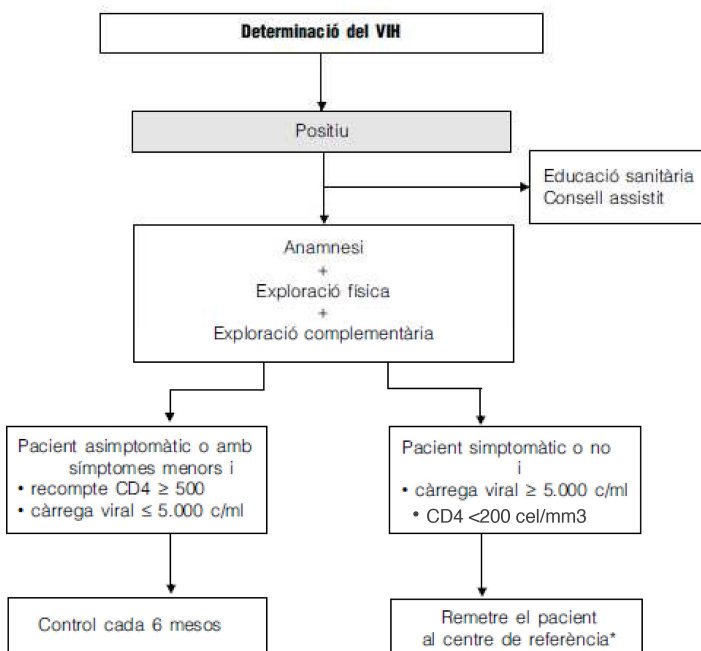 Determinació del VIH
Positiu
Educació sanitària
Consell assistit
Anamnesi
+
Exploració física
+
Exploració complementària
Pacient asimptomàtic o amb
símptomes menors i
• recompte CD4 ≥ 500
• càrrega viral ≤ 5.000 c/ml
Pacient simptomàtic o no
i
• càrrega viral ≥ 5.000 c/ml
• CD4 <200 cel/mm3
Control cada 6 mesos
Remetre el pacient
al centre de referència*